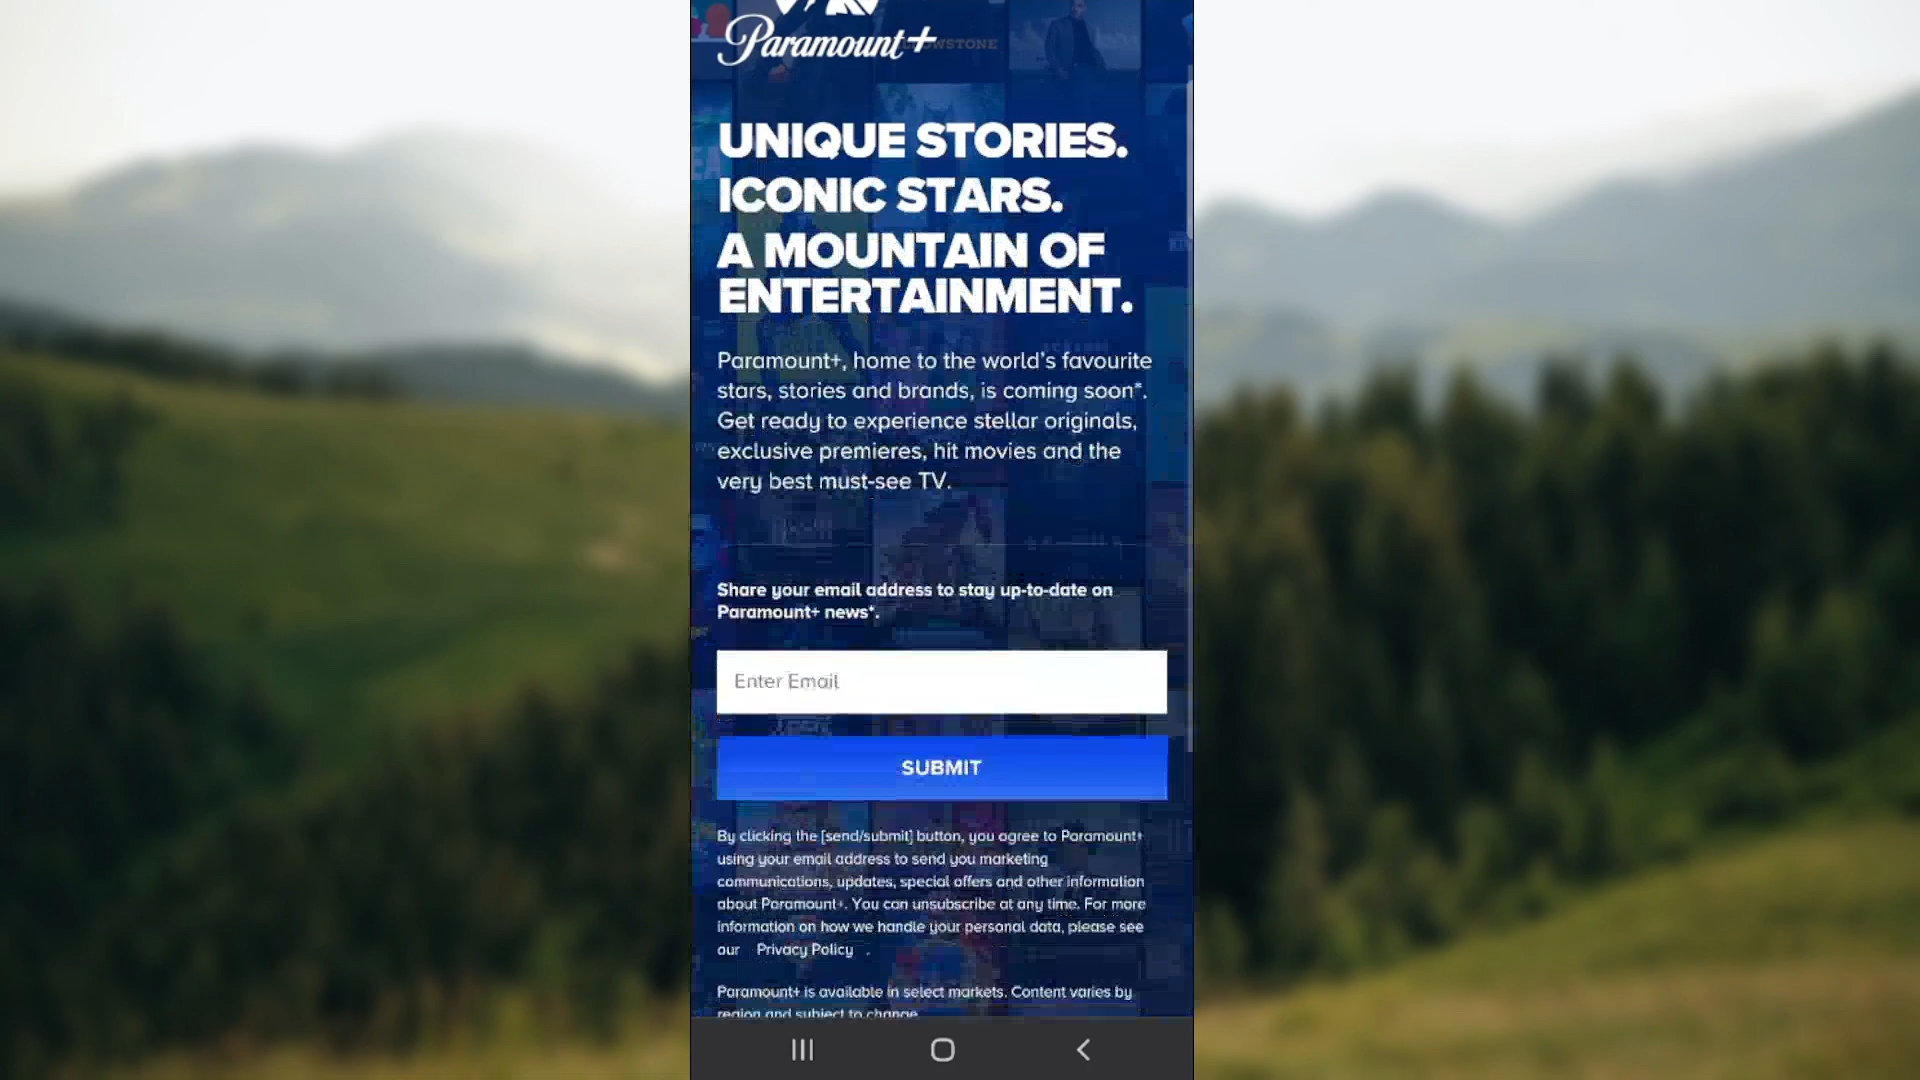 Paramount+
UNIQUE STORIES.
ICONIC STARS.
A MOUNTAIN OF
ENTERTAINMENT.
Paramount+, home to the world's favourite
stars, stories and brands, is coming soon*.
Get ready to experience stellar originals,
exclusive premieres, hit movies and the
very best must-see TV.
Share your email address to stay up-to-date on
Paramount+ news*.
Enter Email
SUBMIT
By clicking the [send/submit] button, you agree to Paramount+
using your email address to send you marketing
communications, updates, special offers and other information
about Paramount+. You can unsubscribe at any time. For more
information on how we handle your personal data, please see
our Privacy Policy .
Paramount+ is available in select markets. Content varies by
region and subject to change